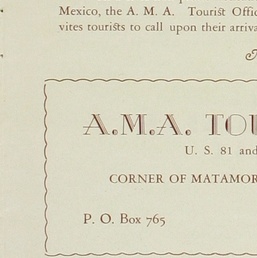 Mexico, the A. M. A. Tourist Offic
vites tourists to call upon their arriva
A.M.A. TOU
U. S. 81 and
CORNER OF MATAMOR
P. O. Box 765